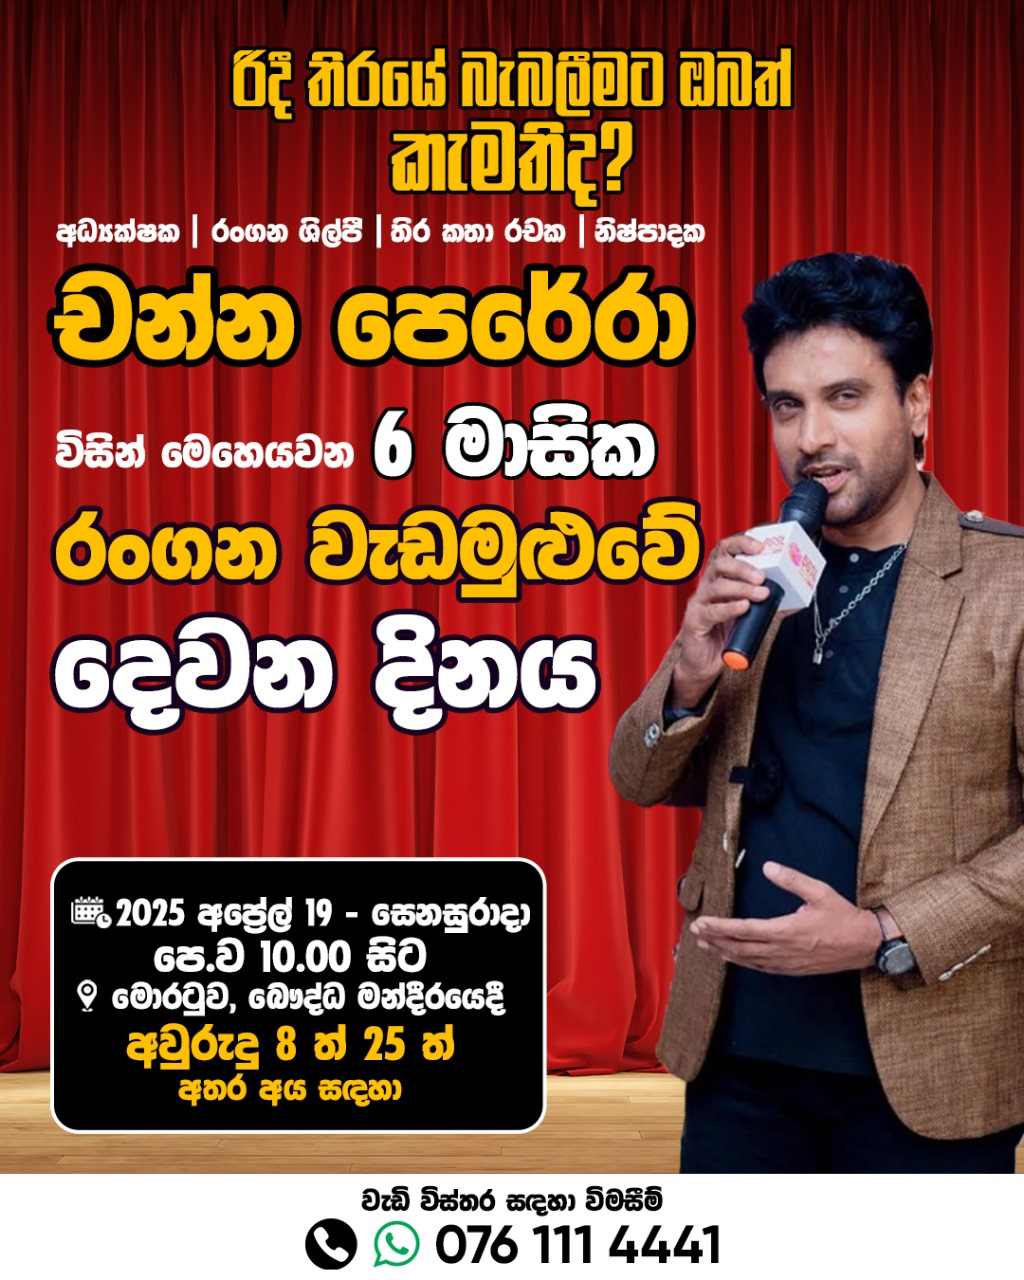 රිදී තිරයේ බැබලීමට ඔබත්
කැමතිද?
අධ්‍යක්ෂක | රංගන ශිල්පී | තිර කතා රචක | නිෂ්පාදක
චන්න පෙරේරා
විසින් මෙහෙයවන 6 මාසික
රංගන වැඩමුළුවේ
දෙවන දිනය
2025 අප්‍රේල් 19 - සෙනසුරාදා
පෙ.ව 10.00 සිට
මොරටුව, බෞද්ධ මන්දිරයෙදී
අවුරුදු 8 ත් 25 ත්
අතර අය සඳහා
වැඩි විස්තර සඳහා විමසීම්
076 111 4441